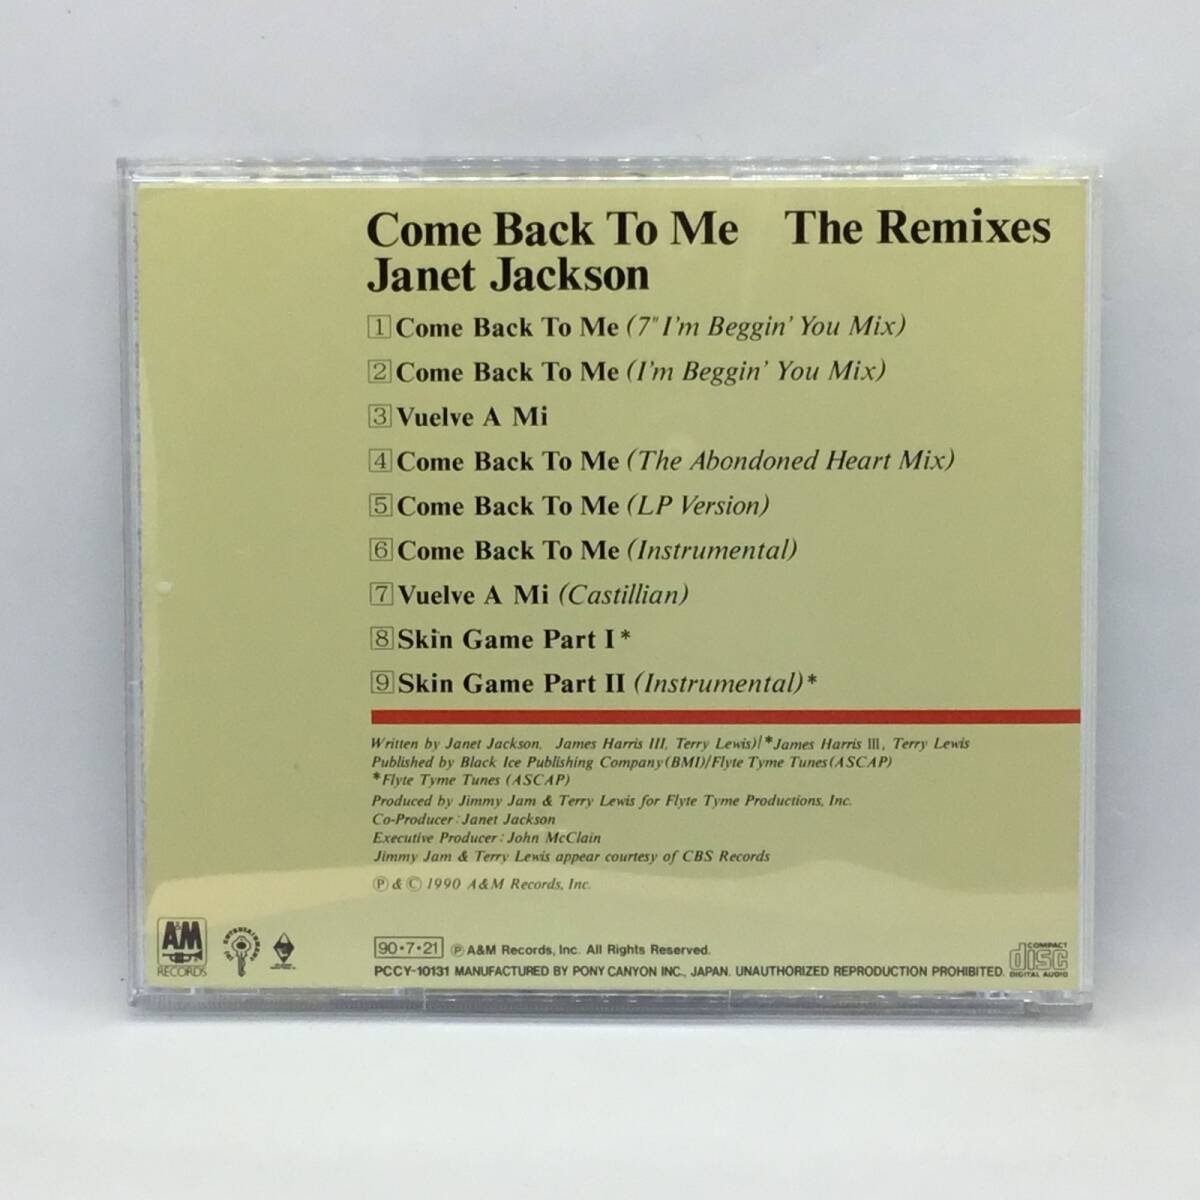 Come Back To Me The Remixes
Janet Jackson
1 Come Back To Me (7" I'm Beggin' You Mix)
2 Come Back To Me (I'm Beggin' You Mix)
3 Vuelve A Mi
4 Come Back To Me (The Abondoned Heart Mix)
5 Come Back To Me (LP Version)
6 Come Back To Me (Instrumental)
7 Vuelve A Mi (Castillian)
8 Skin Game Part I*
9 Skin Game Part II (Instrumental)*
Written by Janet Jackson, James Harris III, Terry Lewis)/*James Harris III, Terry Lewis
Published by Black Ice Publishing Company (BMI)/Flyte Tyme Tunes (ASCAP)
*Flyte Tyme Tunes (ASCAP)
Produced by Jimmy Jam & Terry Lewis for Flyte Tyme Productions, Inc.
Co-Producer: Janet Jackson
Executive Producer: John McClain
Jimmy Jam & Terry Lewis appear courtesy of CBS Records
Ⓟ & © 1990 A&M Records, Inc.
A&M
RECORDS
90・7・21 Ⓟ A&M Records, Inc. All Rights Reserved.
PCCY-10131 MANUFACTURED BY PONY CANYON INC., JAPAN. UNAUTHORIZED REPRODUCTION PROHIBITED.
COMPACT
disc
DIGITAL AUDIO